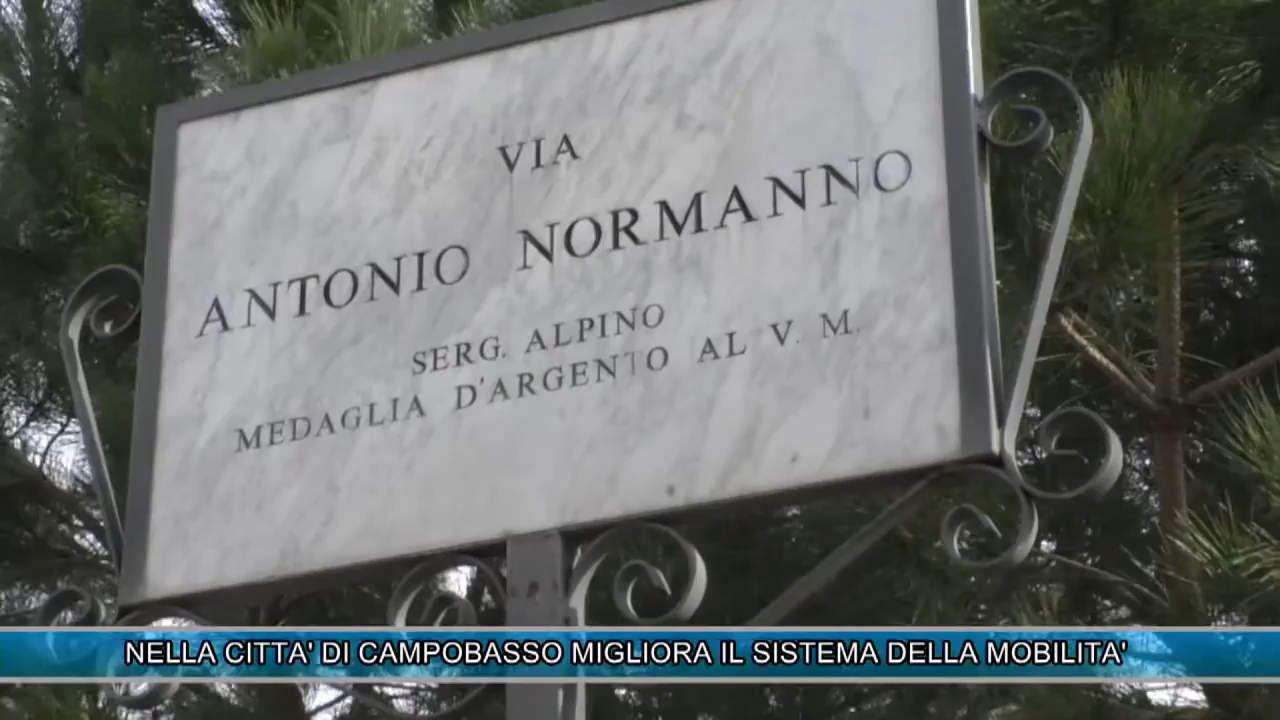 VIA
ANTONIO NORMANNO
SERG. ALPINO
MEDAGLIA D'ARGENTO AL V. M.
NELLA CITTA' DI CAMPOBASSO MIGLIORA IL SISTEMA DELLA MOBILITA'